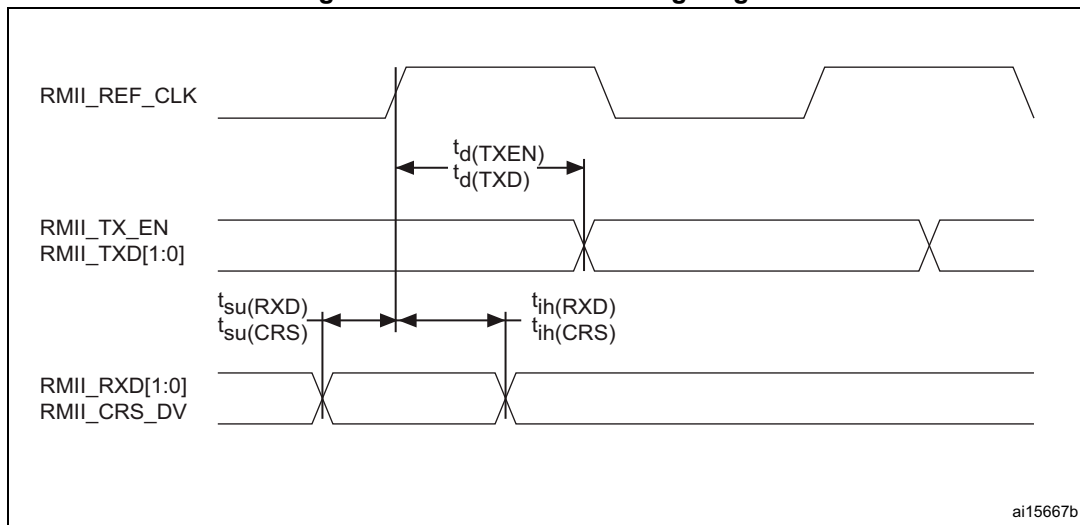 RMII_REF_CLK
td(TXEN)
td(TXD)
RMII_TX_EN
RMII_TXD[1:0]
tsu(RXD)
tsu(CRS)
tih(RXD)
tih(CRS)
RMII_RXD[1:0]
RMII_CRS_DV
ai15667b